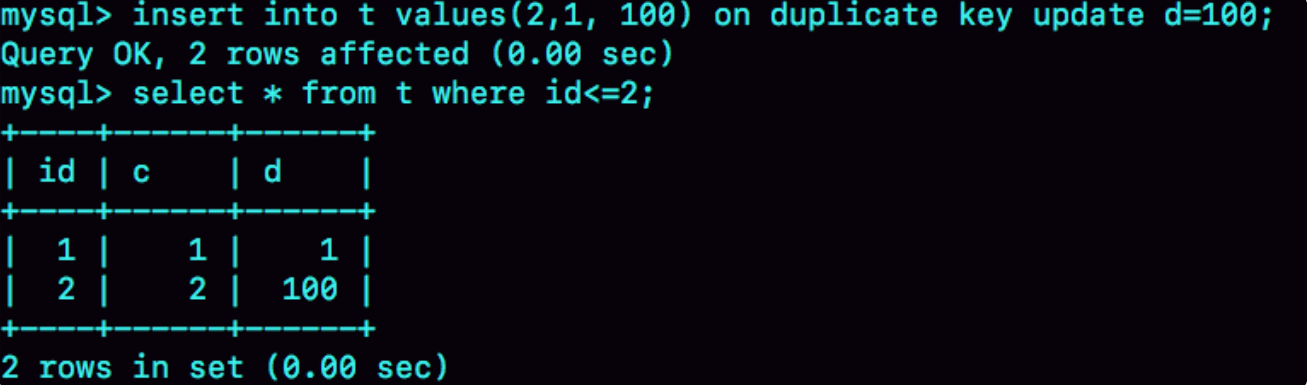 mysql> insert into t values(2,1, 100) on duplicate key update d=100;
Query OK, 2 rows affected (0.00 sec)
mysql> select * from t where id<=2;
+----+------+------+
| id | c    | d    |
+----+------+------+
|  1 |    1 |    1 |
|  2 |    2 |  100 |
+----+------+------+
2 rows in set (0.00 sec)